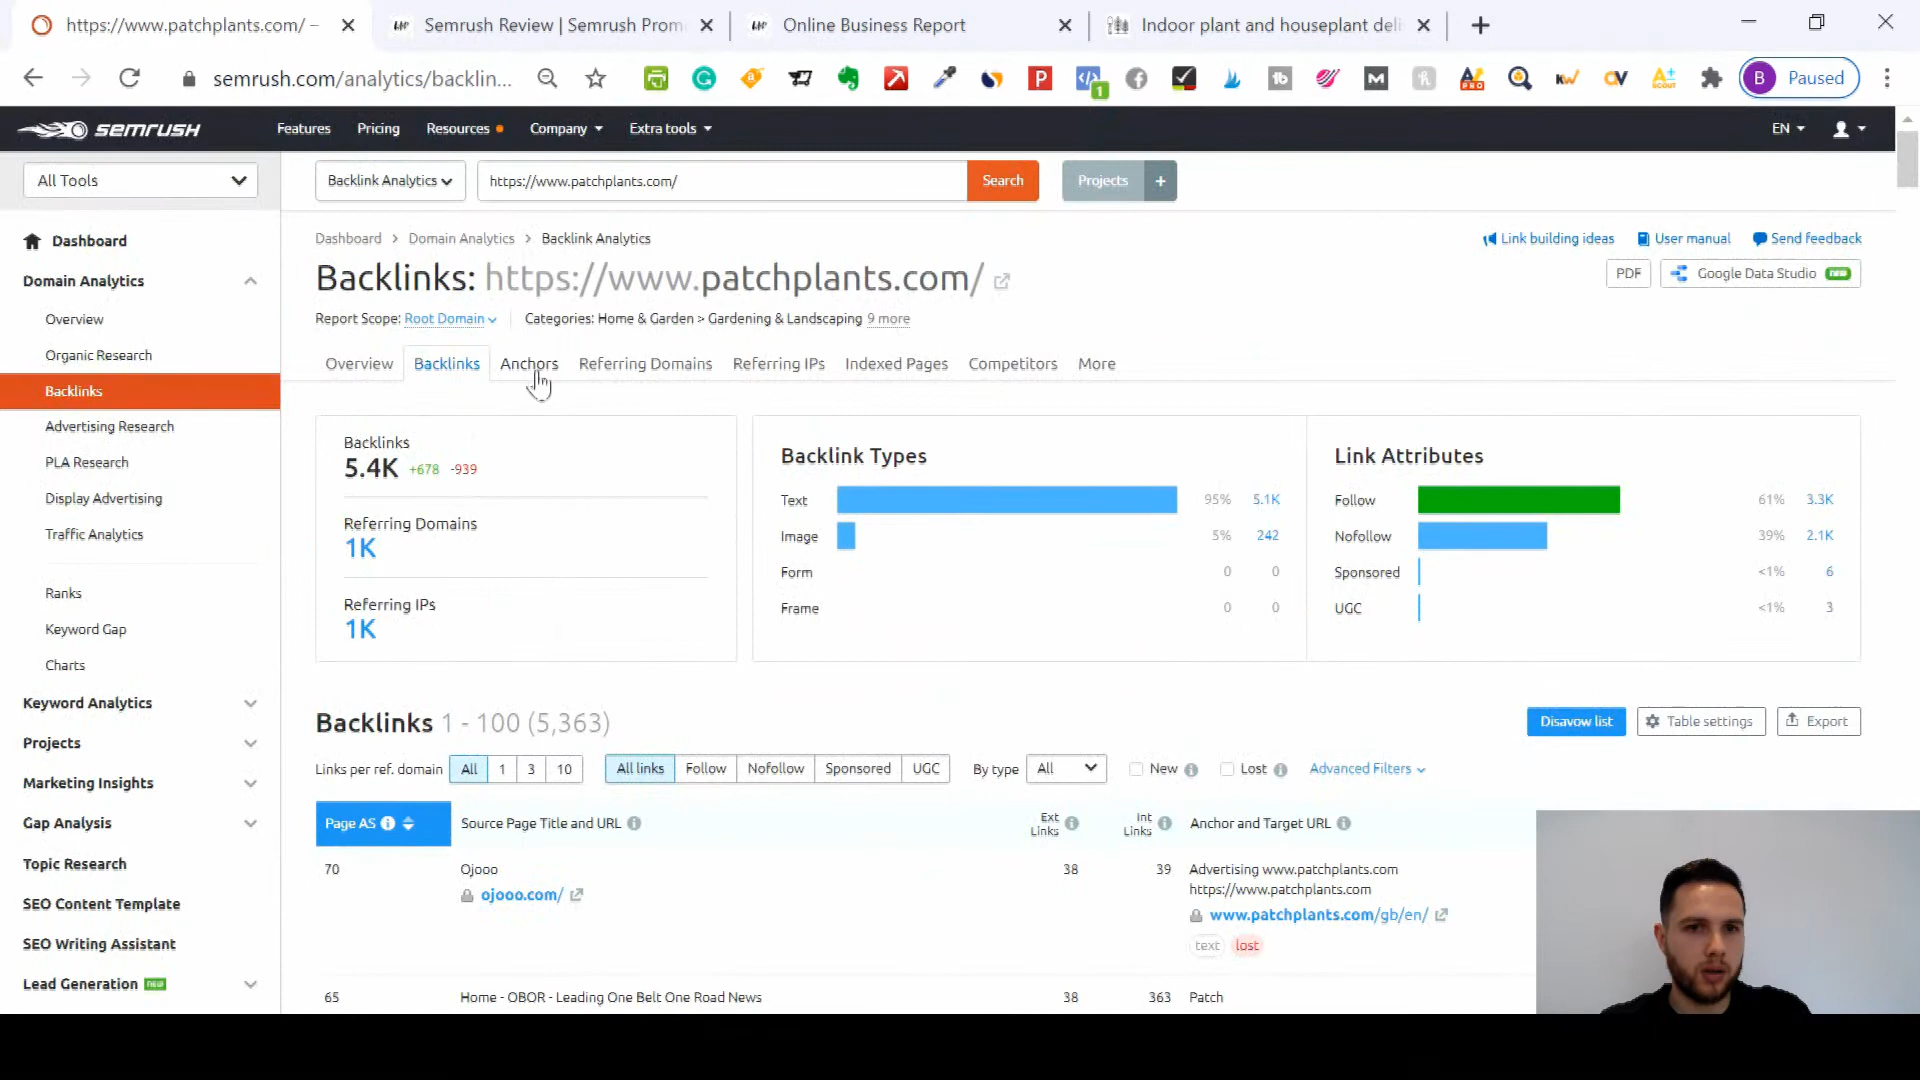 https://www.patchplants.com/ –
Semrush Review | Semrush Prom
Online Business Report
Indoor plant and houseplant deli
semrush.com/analytics/backlin...
B Paused
SEMRUSH
Features
Pricing
Resources
Company
Extra tools
EN
All Tools
Backlink Analytics
https://www.patchplants.com/
Search
Projects
+
Dashboard
Domain Analytics
Overview
Organic Research
Backlinks
Advertising Research
PLA Research
Display Advertising
Traffic Analytics
Ranks
Keyword Gap
Charts
Keyword Analytics
Projects
Marketing Insights
Gap Analysis
Topic Research
SEO Content Template
SEO Writing Assistant
Lead Generation new
Dashboard > Domain Analytics > Backlink Analytics
Link building ideas
User manual
Send feedback
Backlinks: https://www.patchplants.com/
PDF
Google Data Studio new
Report Scope: Root Domain
Categories: Home & Garden > Gardening & Landscaping 9 more
Overview
Backlinks
Anchors
Referring Domains
Referring IPs
Indexed Pages
Competitors
More
Backlinks
5.4K +678 -939
Referring Domains
1K
Referring IPs
1K
Backlink Types
Text 95% 5.1K
Image 5% 242
Form 0 0
Frame 0 0
Link Attributes
Follow 61% 3.3K
Nofollow 39% 2.1K
Sponsored <1% 6
UGC <1% 3
Backlinks 1 - 100 (5,363)
Disavow list
Table settings
Export
Links per ref. domain All 1 3 10
All links Follow Nofollow Sponsored UGC
By type All
New
Lost
Advanced Filters
Page AS
Source Page Title and URL
Ext Links
Int Links
Anchor and Target URL
70
Ojooo
ojooo.com/
38
39
Advertising www.patchplants.com
https://www.patchplants.com
www.patchplants.com/gb/en/
text lost
65
Home - OBOR - Leading One Belt One Road News
38
363
Patch